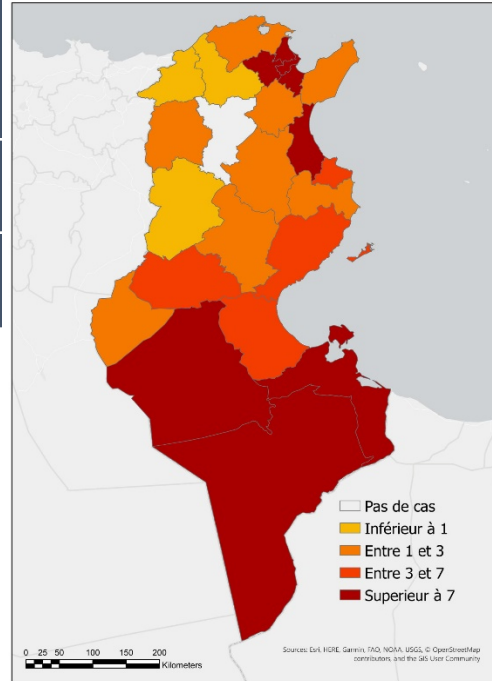 Pas de cas
Inférieur à 1
Entre 1 et 3
Entre 3 et 7
Superieur à 7
0 25 50 100 150 200
Kilometers
Sources: Esri, HERE, Garmin, FAO, NOAA, USGS, © OpenStreetMap
contributors, and the GIS User Community